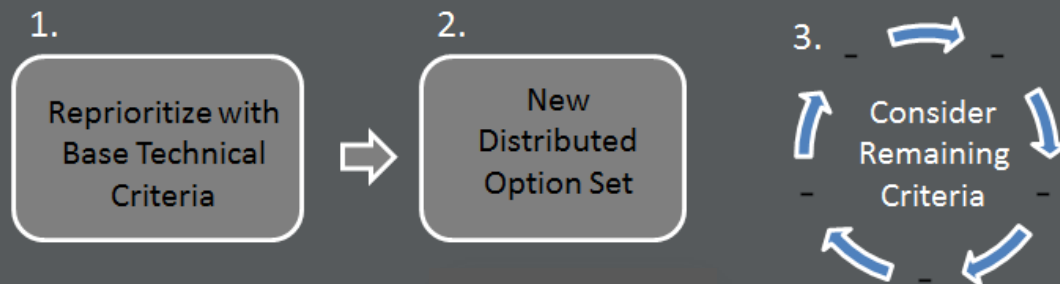 1.
Reprioritize with
Base Technical
Criteria
2.
New
Distributed
Option Set
3.
-
-
Consider
Remaining
Criteria
-
-
-